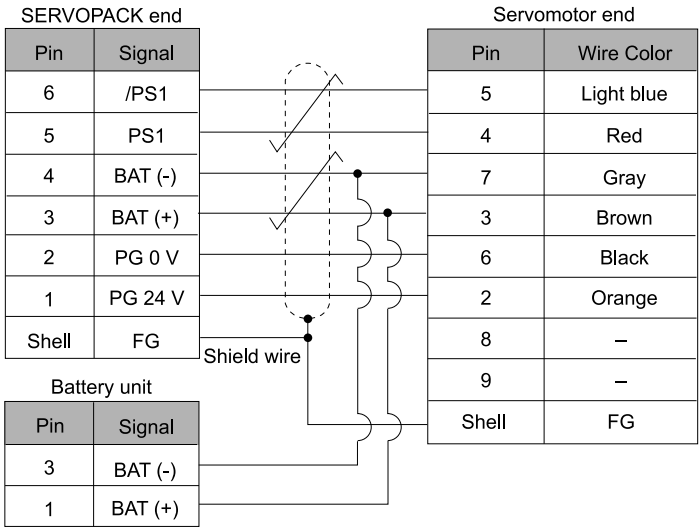 SERVOPACK end
Pin Signal
6 /PS1
5 PS1
4 BAT (-)
3 BAT (+)
2 PG 0 V
1 PG 24 V
Shell FG
Shield wire
Servomotor end
Pin Wire Color
5 Light blue
4 Red
7 Gray
3 Brown
6 Black
2 Orange
8 –
9 –
Shell FG
Battery unit
Pin Signal
3 BAT (-)
1 BAT (+)